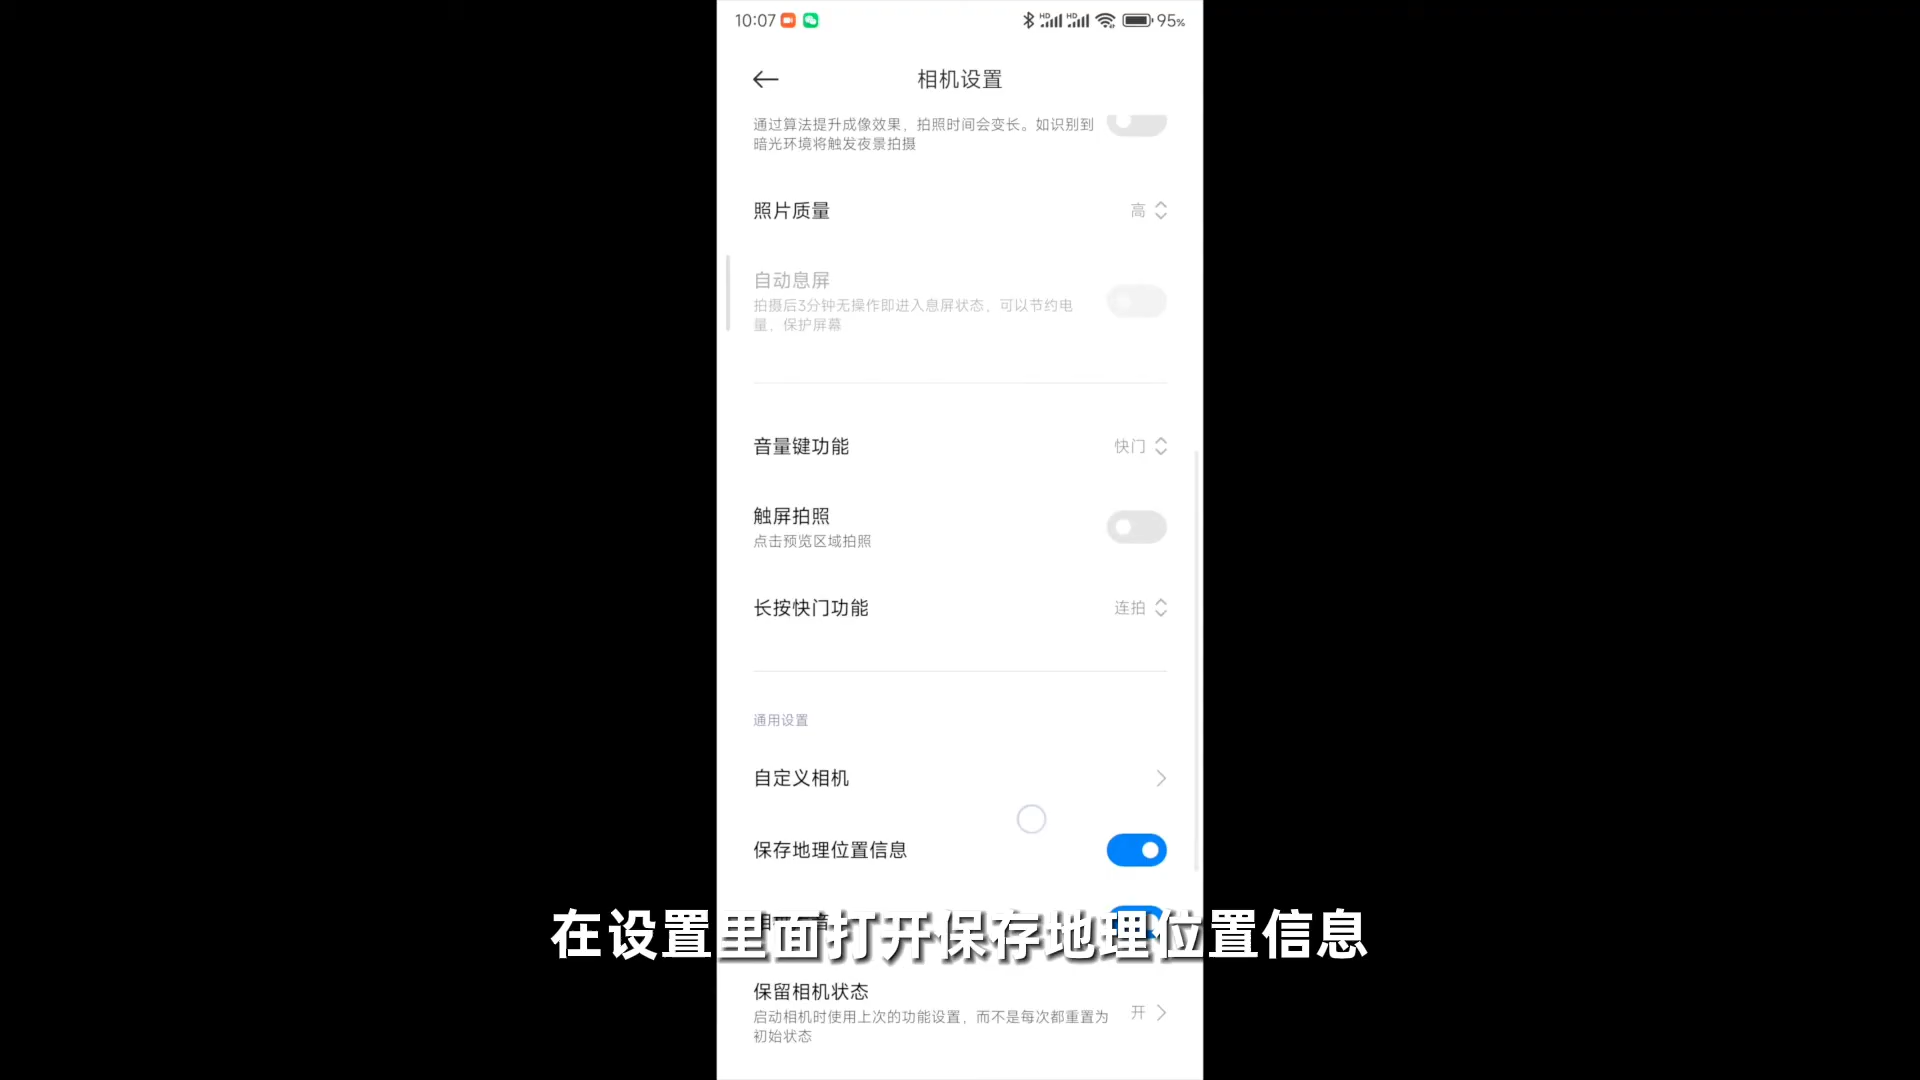 10:07
HD HD 95%
相机设置
通过算法提升成像效果，拍照时间会变长。如识别到
暗光环境将触发夜景拍摄
照片质量
高
自动息屏
拍摄后3分钟无操作即进入息屏状态，可以节约电
量，保护屏幕
音量键功能
快门
触屏拍照
点击预览区域拍照
长按快门功能
连拍
通用设置
自定义相机
保存地理位置信息
在设置里面打开保存地理位置信息
保留相机状态
启动相机时使用上次的功能设置，而不是每次都重置为
初始状态
开